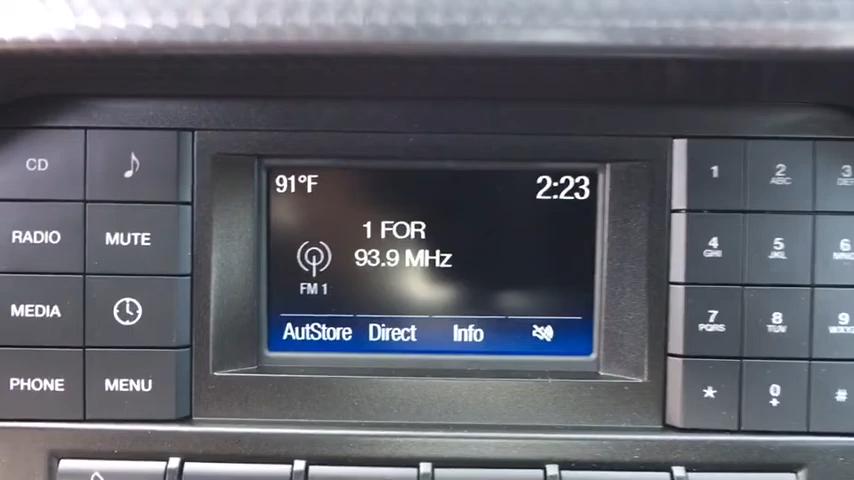 91°F
2:23
1 FOR
93.9 MHz
FM 1
AutStore Direct Info
CD
RADIO MUTE
MEDIA
PHONE MENU
1 2 ABC 3 DEF
4 GHI 5 JKL 6
7 PQRS 8 TUV 9 WXYZ
* 0 + #